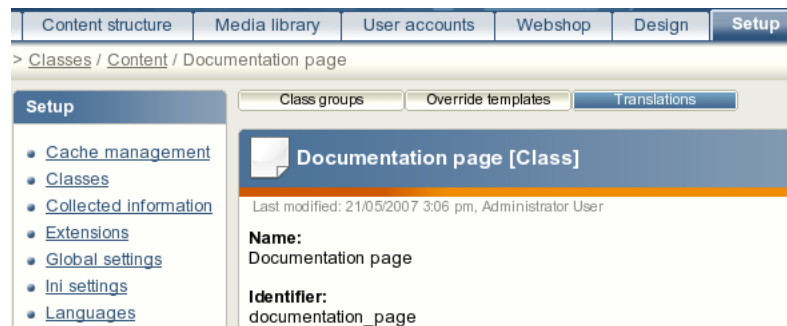 Content structure Media library User accounts Webshop Design Setup
> Classes / Content / Documentation page
Setup
Cache management
Classes
Collected information
Extensions
Global settings
Ini settings
Languages
Class groups Override templates Translations
Documentation page [Class]
Last modified: 21/05/2007 3:06 pm, Administrator User
Name:
Documentation page
Identifier:
documentation_page